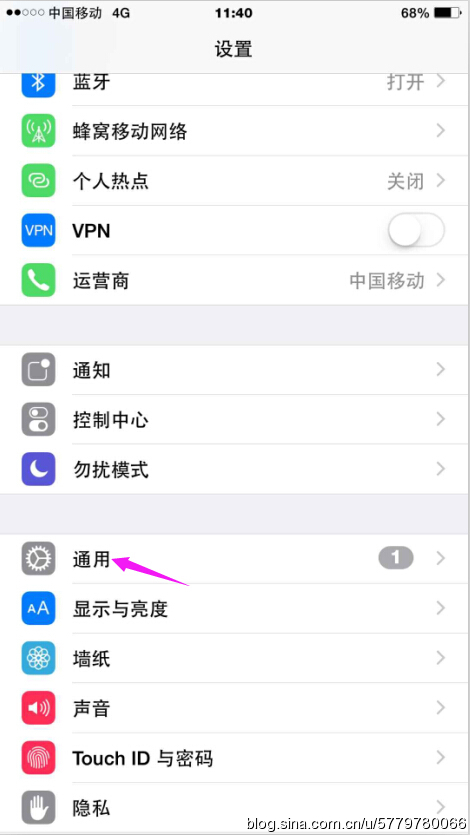 中国移动 4G 11:40 68%
设置
蓝牙 打开
蜂窝移动网络
个人热点 关闭
VPN VPN
运营商 中国移动
通知
控制中心
勿扰模式
通用 1
AA 显示与亮度
墙纸
声音
Touch ID 与密码
隐私
blog.sina.com.cn/u/5779780066